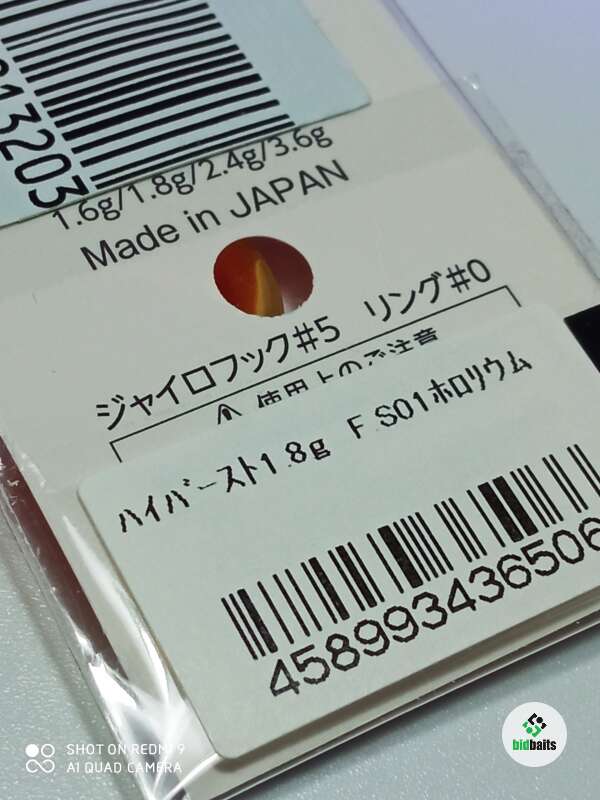 13203
1.6g/1.8g/2.4g/3.6g
Made in JAPAN
ジャイロフック#5 リング#0
使用上のご注意
ﾊｲﾊﾞｰｽﾄ1.8g F S01ﾎﾛﾘｳﾑ
458993436506
SHOT ON REDMI 9
AI QUAD CAMERA
bidbaits